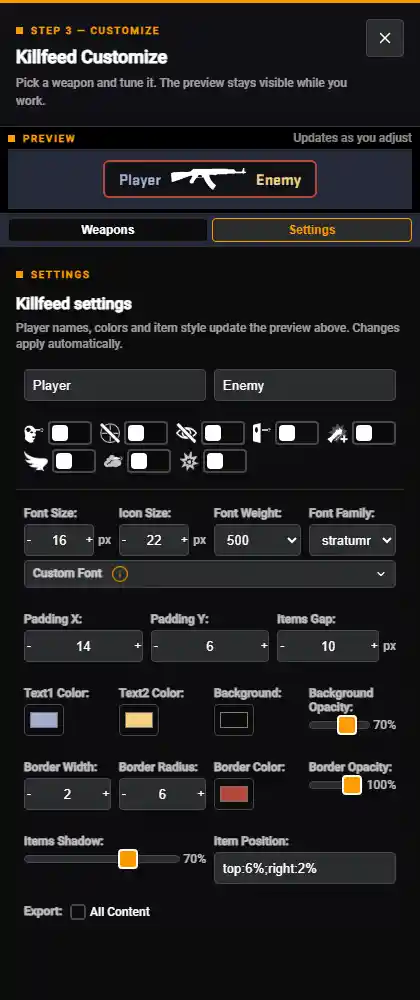 STEP 3 — CUSTOMIZE
Killfeed Customize
Pick a weapon and tune it. The preview stays visible while you
work.
PREVIEW Updates as you adjust
Player Enemy
Weapons Settings
SETTINGS
Killfeed settings
Player names, colors and item style update the preview above. Changes
apply automatically.
Player Enemy
Font Size: Icon Size: Font Weight: Font Family:
- 16 + px - 22 + px 500 stratumr
Custom Font
Padding X: Padding Y: Items Gap:
- 14 + - 6 + - 10 + px
Text1 Color: Text2 Color: Background: Background
Opacity:
70%
Border Width: Border Radius: Border Color: Border Opacity:
- 2 + - 6 + 100%
Items Shadow: Item Position:
70% top:6%;right:2%
Export: All Content